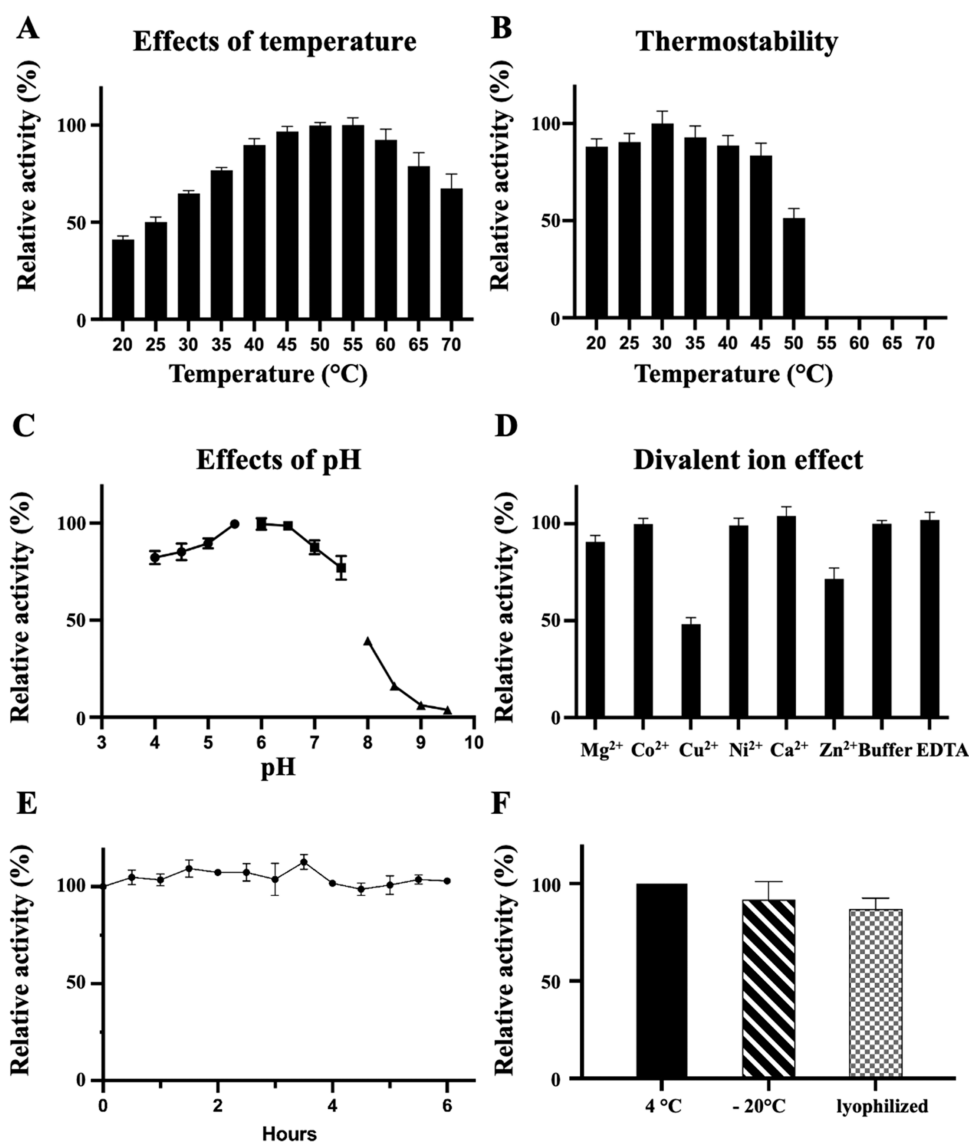 A
Effects of temperature
Relative activity (%)
100
50
0
20 25 30 35 40 45 50 55 60 65 70
Temperature (°C)
B
Thermostability
Relative activity (%)
100
50
0
20 25 30 35 40 45 50 55 60 65 70
Temperature (°C)
C
Effects of pH
Relative activity (%)
100
50
0
3 4 5 6 7 8 9 10
pH
D
Divalent ion effect
Relative activity (%)
100
50
0
Mg²⁺ Co²⁺ Cu²⁺ Ni²⁺ Ca²⁺ Zn²⁺ Buffer EDTA
E
Relative activity (%)
100
50
0
0 2 4 6
Hours
F
Relative activity (%)
100
50
0
4 °C - 20°C lyophilized